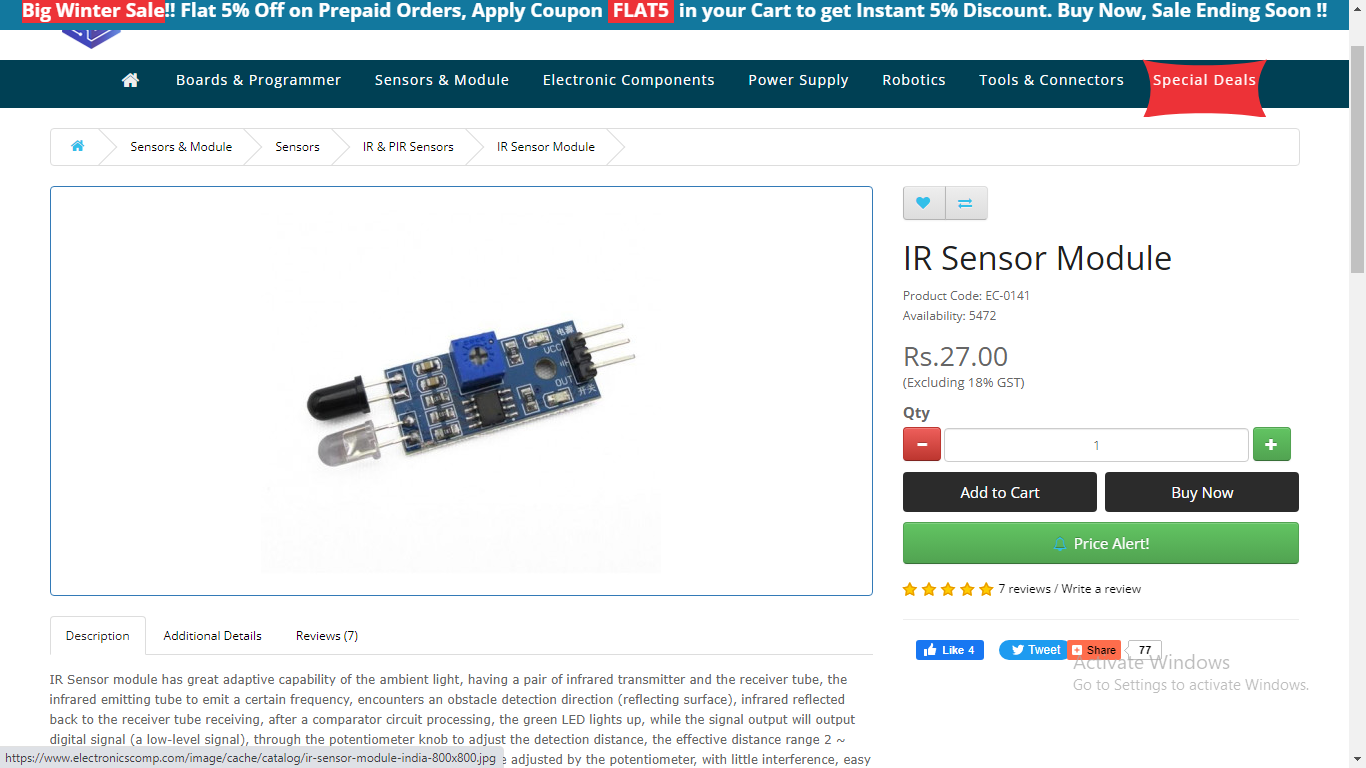 Big Winter Sale!! Flat 5% Off on Prepaid Orders, Apply Coupon FLAT5 in your Cart to get Instant 5% Discount. Buy Now, Sale Ending Soon !!
Boards & Programmer Sensors & Module Electronic Components Power Supply Robotics Tools & Connectors Special Deals
Sensors & Module Sensors IR & PIR Sensors IR Sensor Module
IR Sensor Module
Product Code: EC-0141
Availability: 5472
Rs.27.00
(Excluding 18% GST)
Qty
− 1 +
Add to Cart Buy Now
Price Alert!
7 reviews / Write a review
Like 4 Tweet Share 77
电源
VCC
OUT
开关
Description Additional Details Reviews (7)
IR Sensor module has great adaptive capability of the ambient light, having a pair of infrared transmitter and the receiver tube, the
infrared emitting tube to emit a certain frequency, encounters an obstacle detection direction (reflecting surface), infrared reflected
back to the receiver tube receiving, after a comparator circuit processing, the green LED lights up, while the signal output will output
digital signal (a low-level signal), through the potentiometer knob to adjust the detection distance, the effective distance range 2 ~
adjusted by the potentiometer, with little interference, easy
https://www.electronicscomp.com/image/cache/catalog/ir-sensor-module-india-800x800.jpg
Activate Windows
Go to Settings to activate Windows.